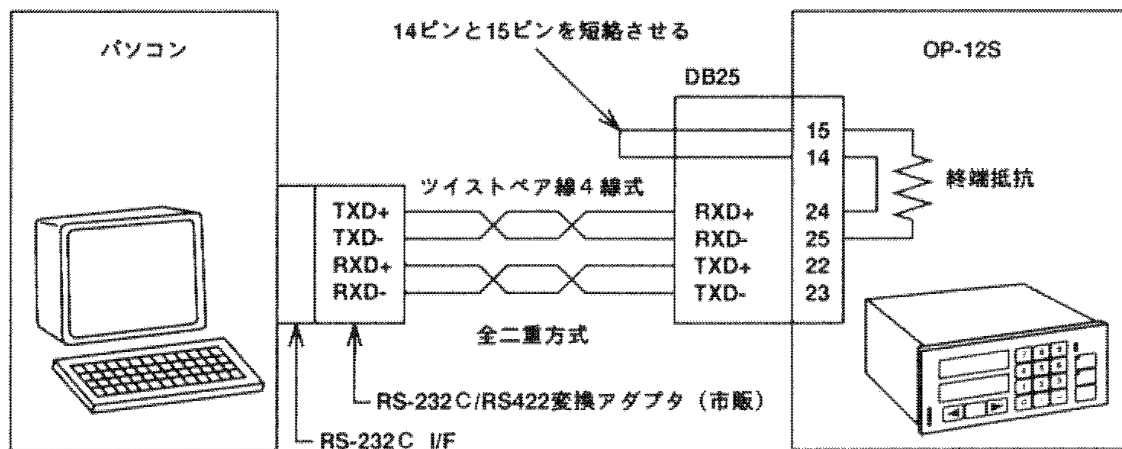 パソコン
14ピンと15ピンを短絡させる
OP-12S
DB25
15
14
終端抵抗
ツイストペア線4線式
TXD+
TXD-
RXD+
RXD-
RXD+
RXD-
TXD+
TXD-
24
25
22
23
全二重方式
RS-232C/RS422変換アダプタ（市販）
RS-232C I/F